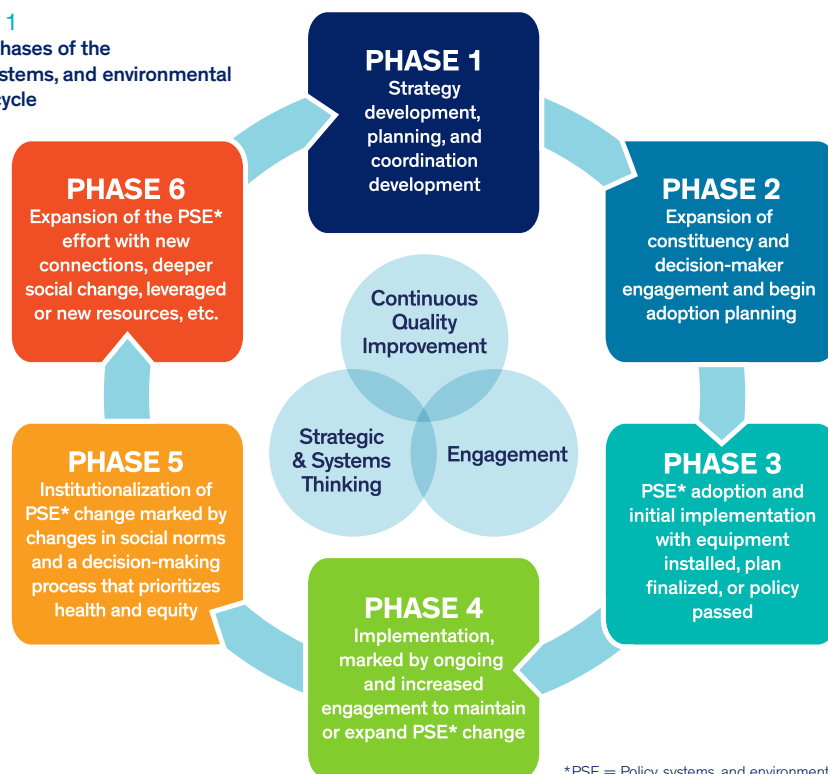 1
hases of the
stems, and environmental
ycle
PHASE 1
Strategy
development,
planning, and
coordination
development
PHASE 2
Expansion of
constituency and
decision-maker
engagement and begin
adoption planning
PHASE 3
PSE* adoption and
initial implementation
with equipment
installed, plan
finalized, or policy
passed
PHASE 4
Implementation,
marked by ongoing
and increased
engagement to maintain
or expand PSE* change
PHASE 5
Institutionalization of
PSE* change marked by
changes in social norms
and a decision-making
process that prioritizes
health and equity
PHASE 6
Expansion of the PSE*
effort with new
connections, deeper
social change, leveraged
or new resources, etc.
Continuous
Quality
Improvement
Strategic
& Systems
Thinking
Engagement
*PSE = Policy, systems, and environment